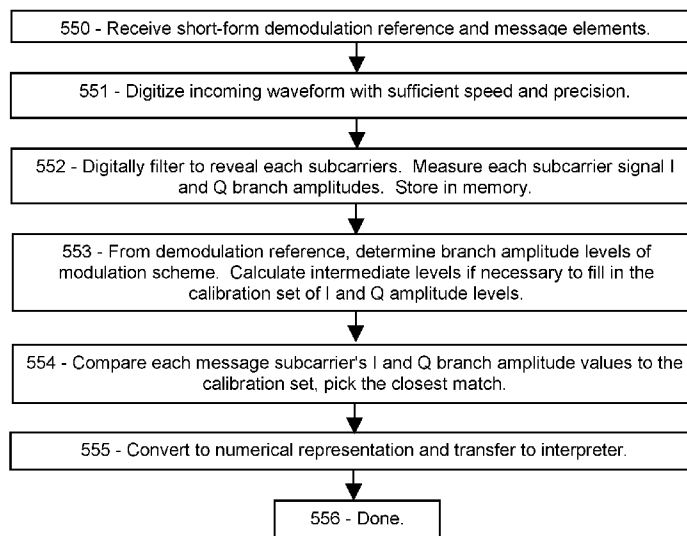 550 - Receive short-form demodulation reference and message elements.
551 - Digitize incoming waveform with sufficient speed and precision.
552 - Digitally filter to reveal each subcarriers.  Measure each subcarrier signal I
and Q branch amplitudes.  Store in memory.
553 - From demodulation reference, determine branch amplitude levels of
modulation scheme.  Calculate intermediate levels if necessary to fill in the
calibration set of I and Q amplitude levels.
554 - Compare each message subcarrier's I and Q branch amplitude values to the
calibration set, pick the closest match.
555 - Convert to numerical representation and transfer to interpreter.
556 - Done.